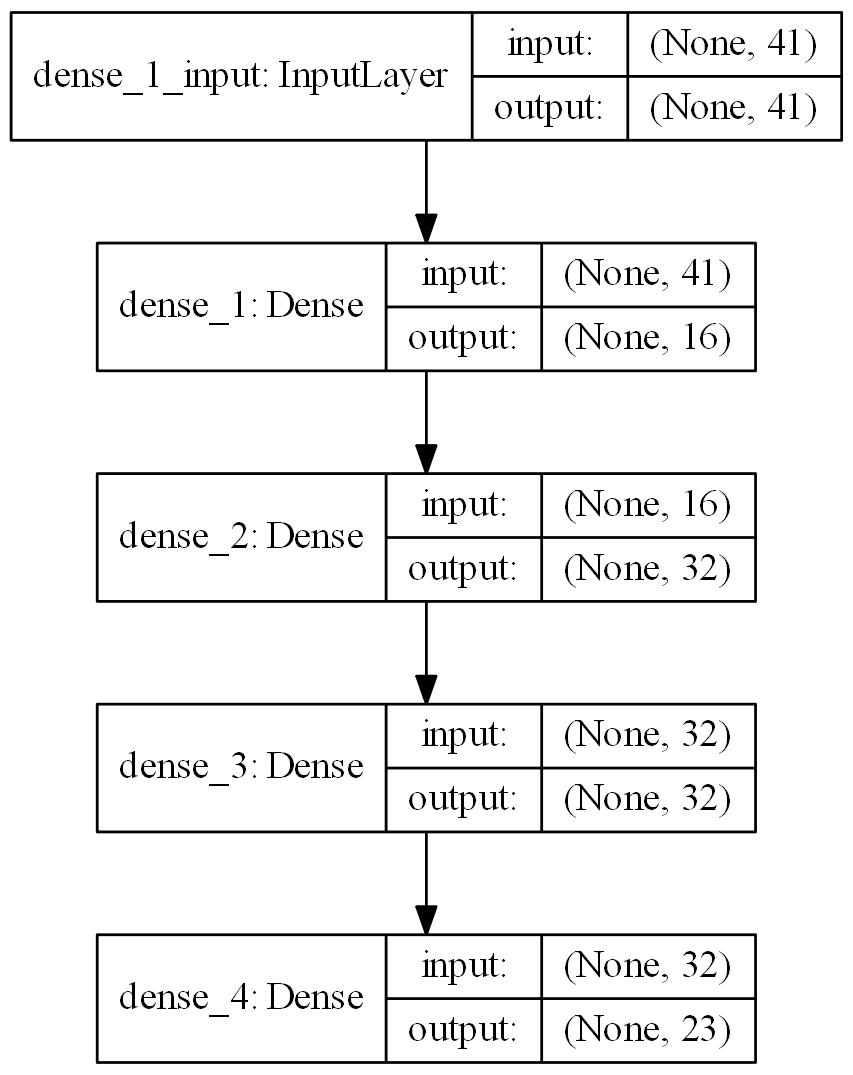 dense_1_input: InputLayer
input:
(None, 41)
output:
(None, 41)
dense_1: Dense
input:
(None, 41)
output:
(None, 16)
dense_2: Dense
input:
(None, 16)
output:
(None, 32)
dense_3: Dense
input:
(None, 32)
output:
(None, 32)
dense_4: Dense
input:
(None, 32)
output:
(None, 23)